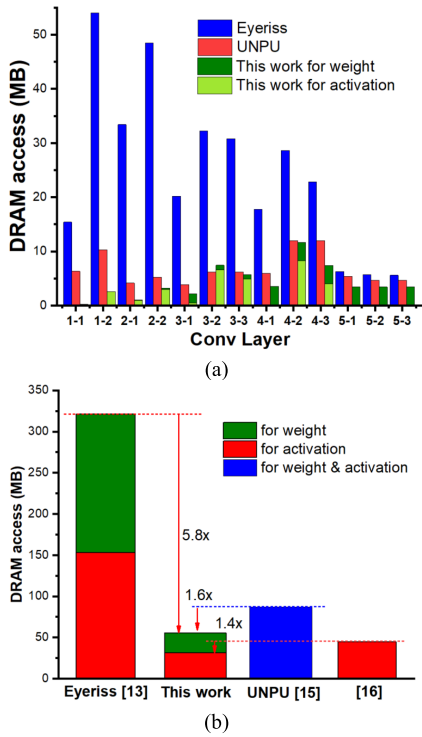 DRAM access (MB)
50
40
30
20
10
0
Eyeriss
UNPU
This work for weight
This work for activation
1-1 1-2 2-1 2-2 3-1 3-2 3-3 4-1 4-2 4-3 5-1 5-2 5-3
Conv Layer
(a)
DRAM access (MB)
350
300
250
200
150
100
50
0
for weight
for activation
for weight & activation
5.8x
1.6x
1.4x
Eyeriss [13] This work UNPU [15] [16]
(b)